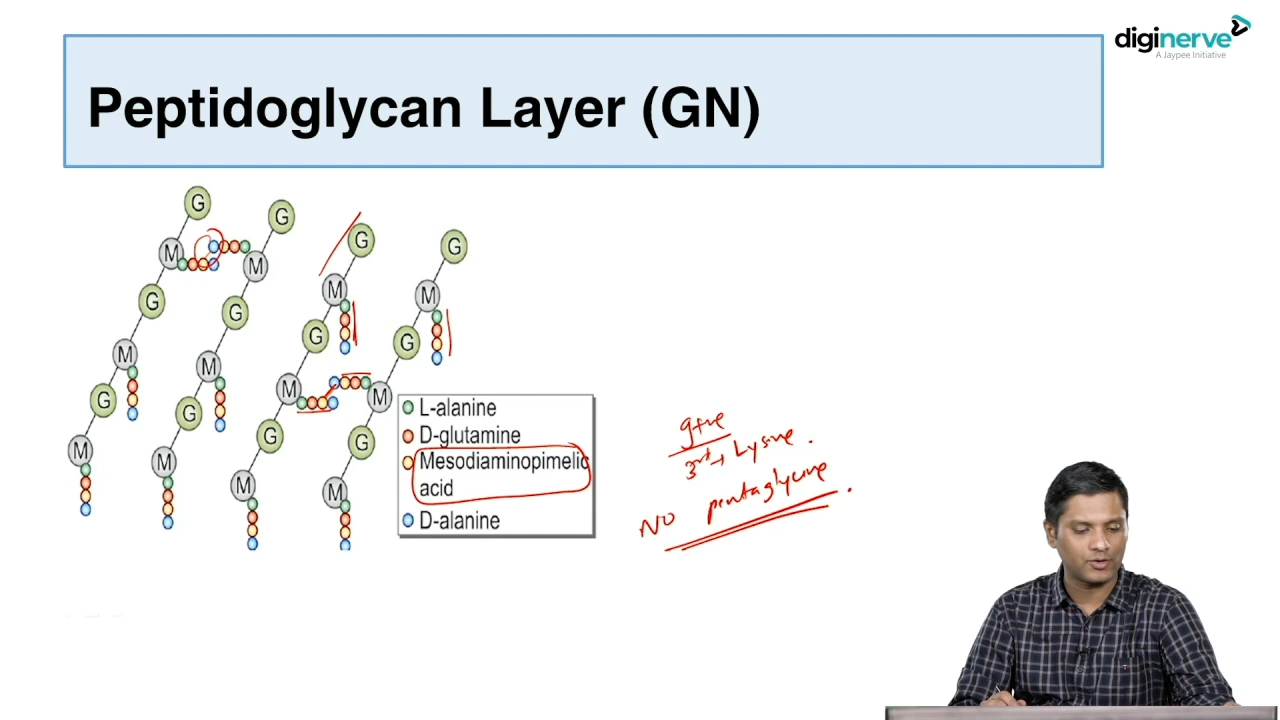 diginerve
A Jaypee Initiative
Peptidoglycan Layer (GN)
G
G
G
G
M
M
M
M
G
G
G
G
M
M
M
M
G
G
G
G
M
M
M
M
L-alanine
D-glutamine
Mesodiaminopimelic
acid
D-alanine
g+ve
3rd → Lysine.
NO pentaglycine.